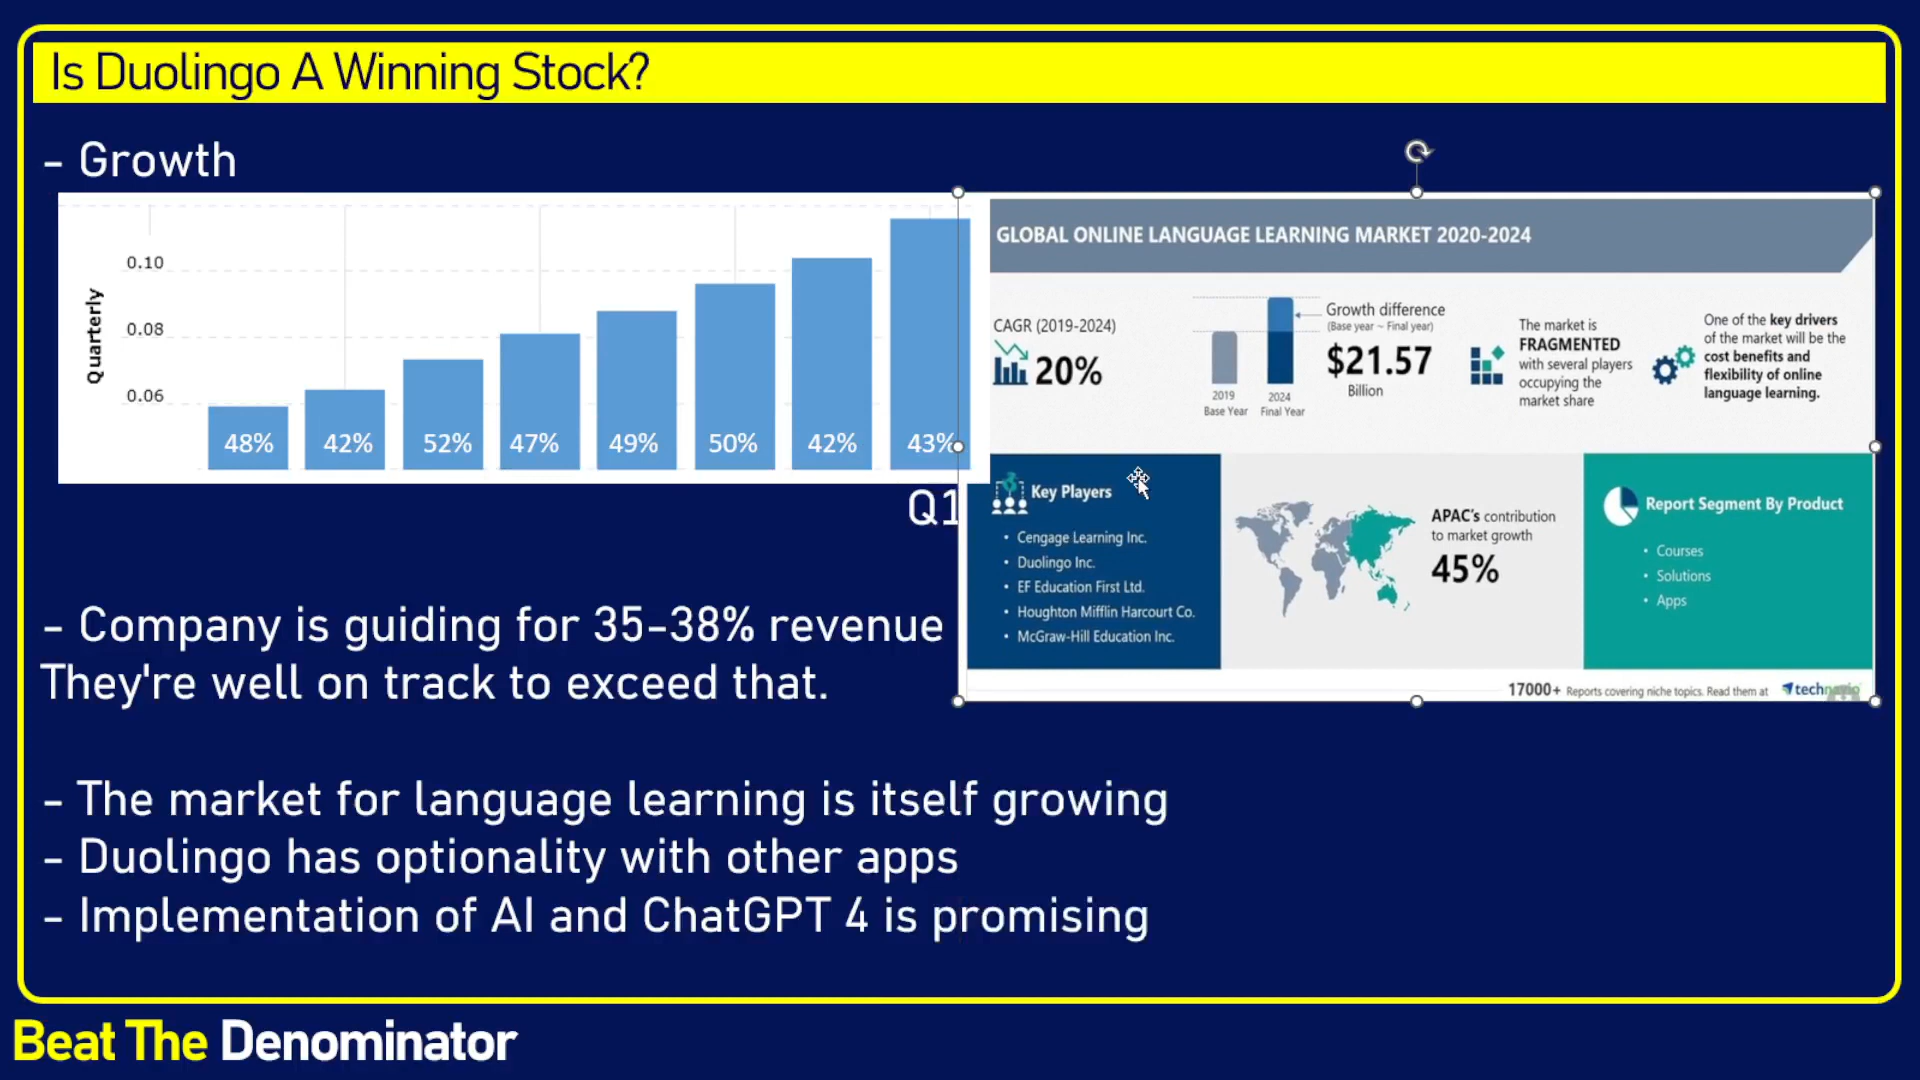 Is Duolingo A Winning Stock?
- Growth
Quarterly
0.10
0.08
0.06
48% 42% 52% 47% 49% 50% 42% 43%
Q1
GLOBAL ONLINE LANGUAGE LEARNING MARKET 2020-2024
CAGR (2019-2024)
20%
2019
Base Year
2024
Final Year
Growth difference
(Base year – Final year)
$21.57
Billion
The market is
FRAGMENTED
with several players
occupying the
market share
One of the key drivers
of the market will be the
cost benefits and
flexibility of online
language learning.
Key Players
• Cengage Learning Inc.
• Duolingo Inc.
• EF Education First Ltd.
• Houghton Mifflin Harcourt Co.
• McGraw-Hill Education Inc.
APAC's contribution
to market growth
45%
Report Segment By Product
• Courses
• Solutions
• Apps
17000+ Reports covering niche topics. Read them at technavio
- Company is guiding for 35-38% revenue
They're well on track to exceed that.
- The market for language learning is itself growing
- Duolingo has optionality with other apps
- Implementation of AI and ChatGPT 4 is promising
Beat The Denominator